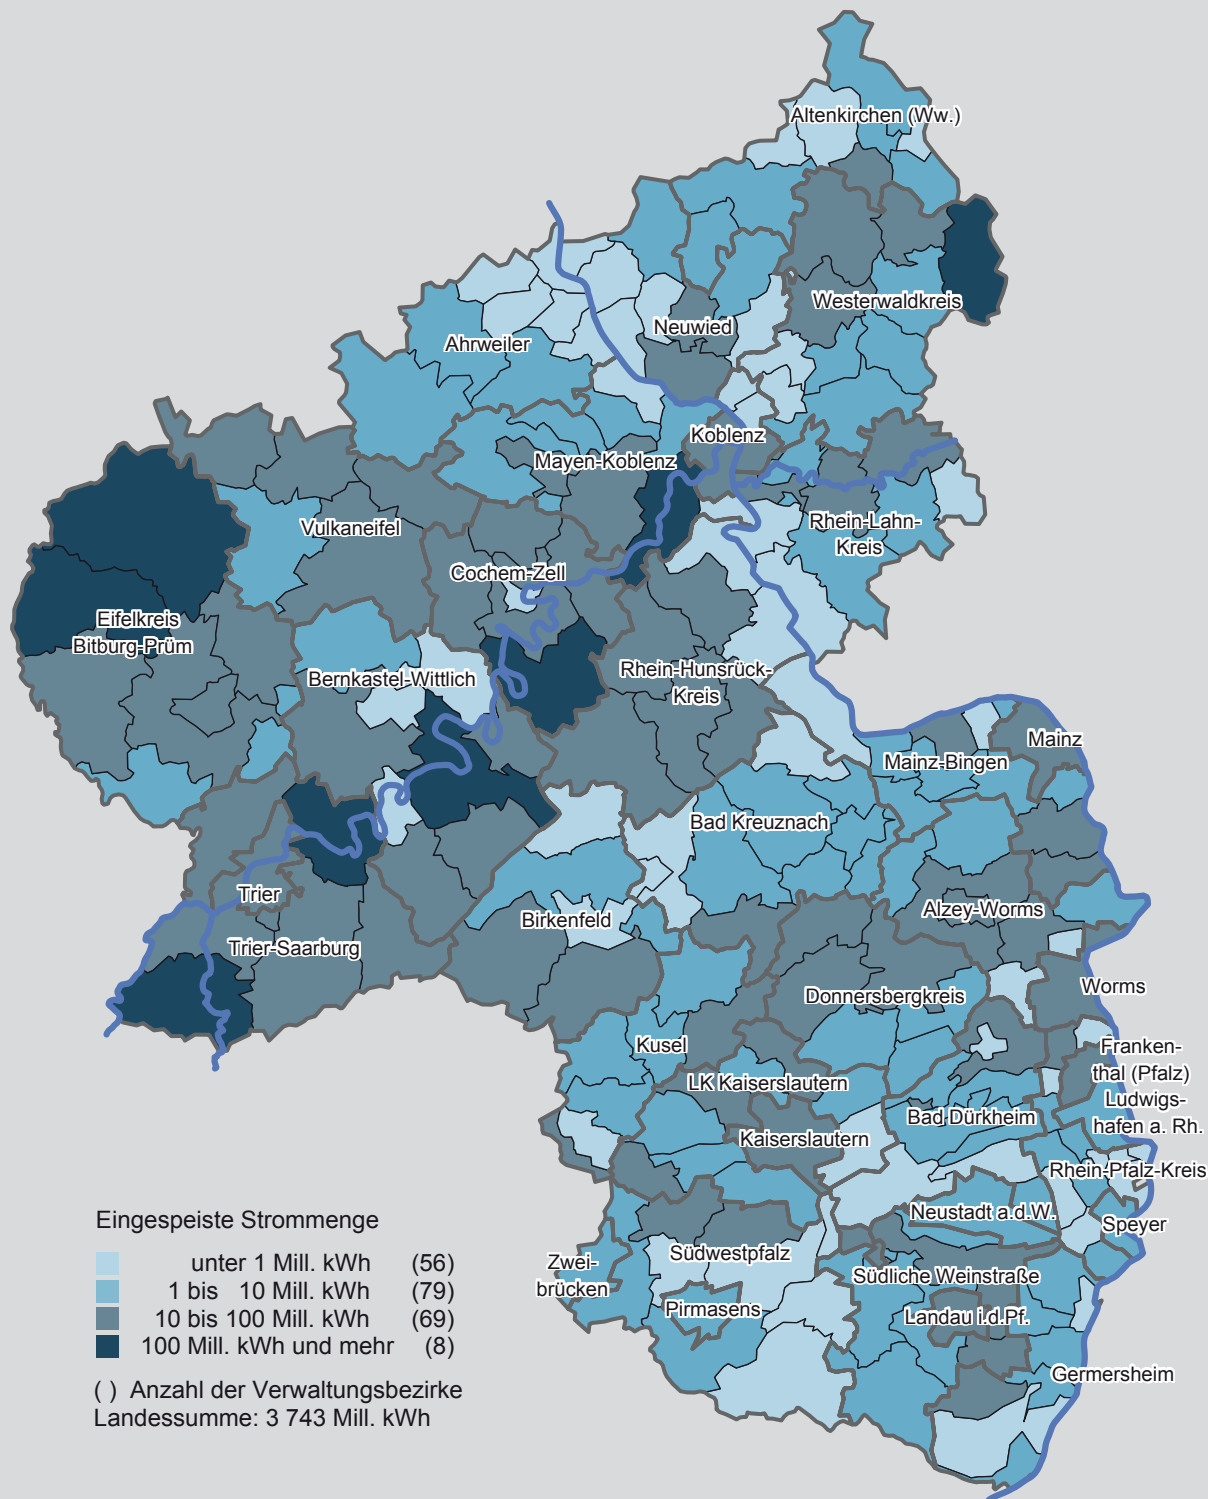 Altenkirchen (Ww.)
Westerwaldkreis
Neuwied
Ahrweiler
Koblenz
Mayen-Koblenz
Rhein-Lahn-
Kreis
Vulkaneifel
Cochem-Zell
Eifelkreis
Bitburg-Prüm
Bernkastel-Wittlich
Rhein-Hunsrück-
Kreis
Mainz
Mainz-Bingen
Bad Kreuznach
Trier
Birkenfeld
Alzey-Worms
Trier-Saarburg
Worms
Donnersbergkreis
Kusel
Franken-
thal (Pfalz)
LK Kaiserslautern
Ludwigs-
hafen a. Rh.
Bad Dürkheim
Kaiserslautern
Rhein-Pfalz-Kreis
Neustadt a.d.W.
Speyer
Südwestpfalz
Zwei-
brücken
Südliche Weinstraße
Pirmasens
Landau i.d.Pf.
Germersheim
Eingespeiste Strommenge
unter 1 Mill. kWh (56)
1 bis 10 Mill. kWh (79)
10 bis 100 Mill. kWh (69)
100 Mill. kWh und mehr (8)
( ) Anzahl der Verwaltungsbezirke
Landessumme: 3 743 Mill. kWh